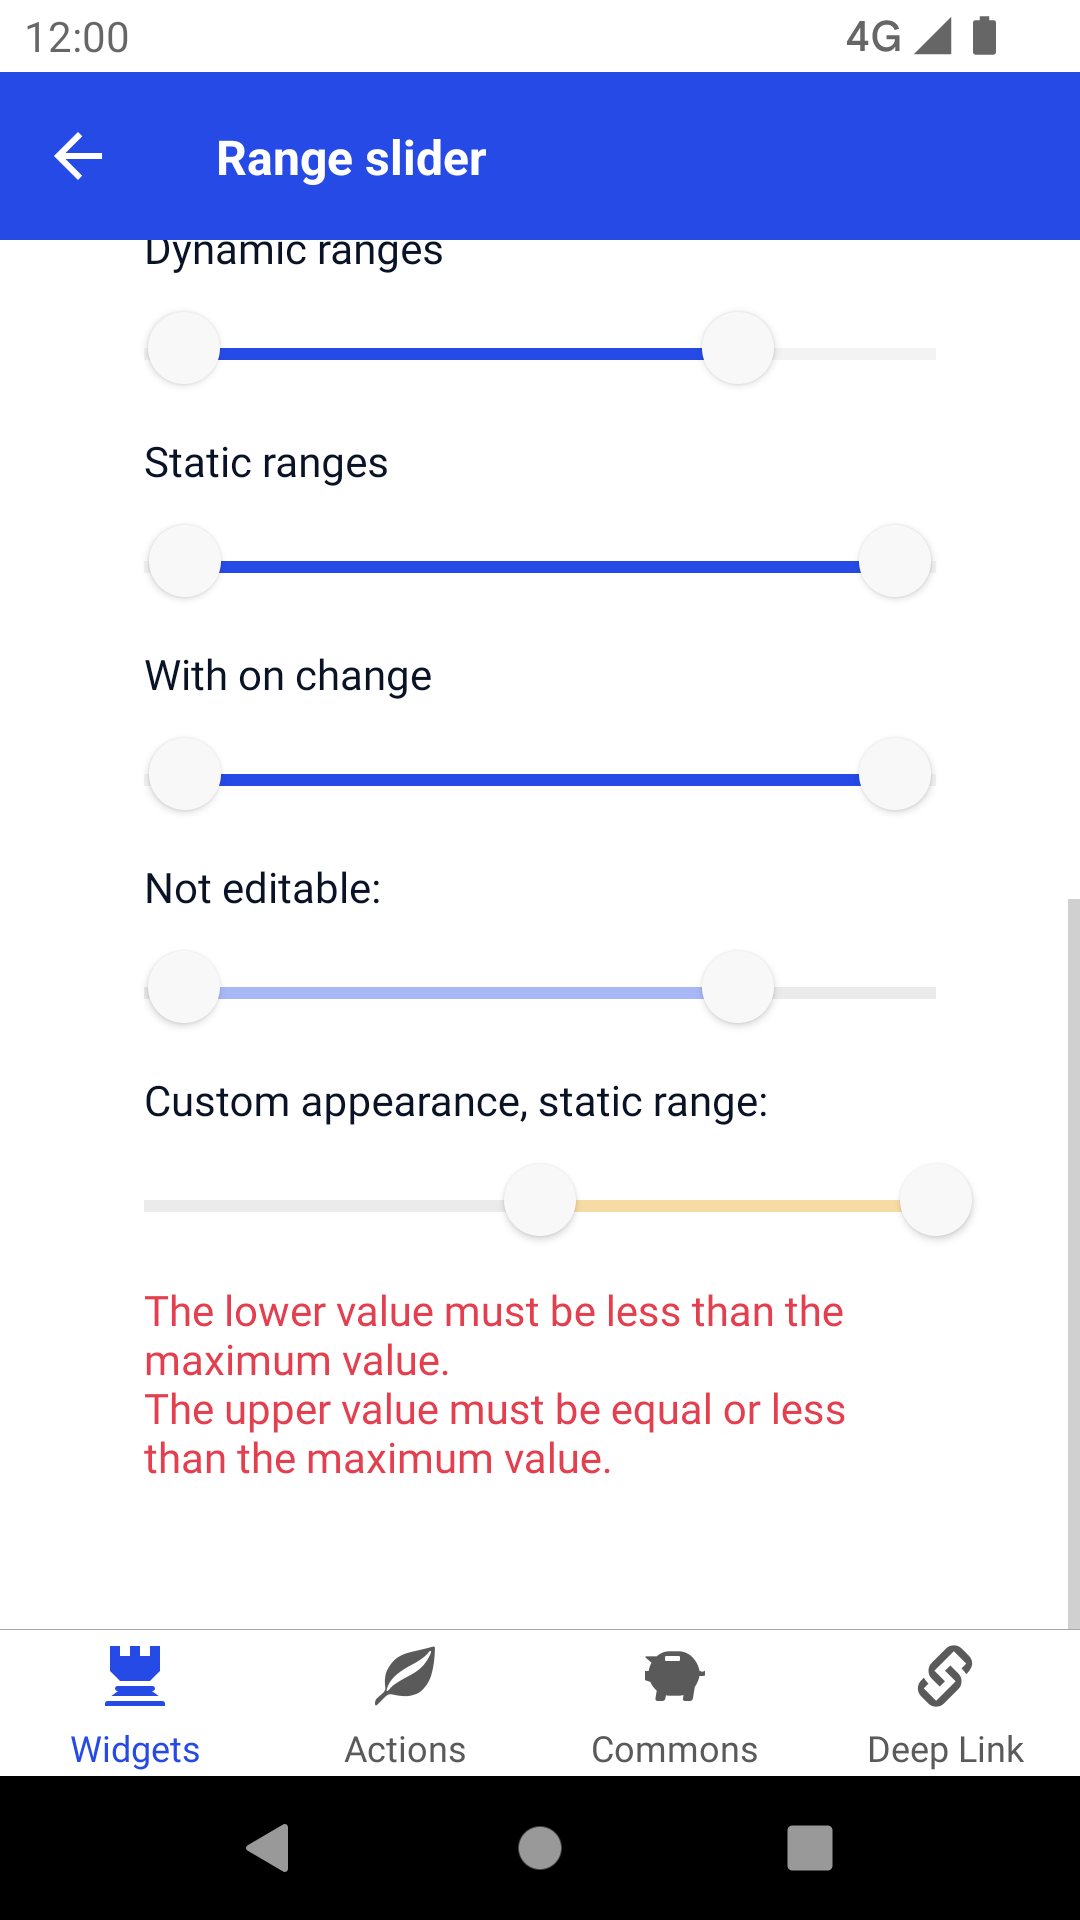 12:00
4G
Range slider
Dynamic ranges
Static ranges
With on change
Not editable:
Custom appearance, static range:
The lower value must be less than the
maximum value.
The upper value must be equal or less
than the maximum value.
Widgets
Actions
Commons
Deep Link